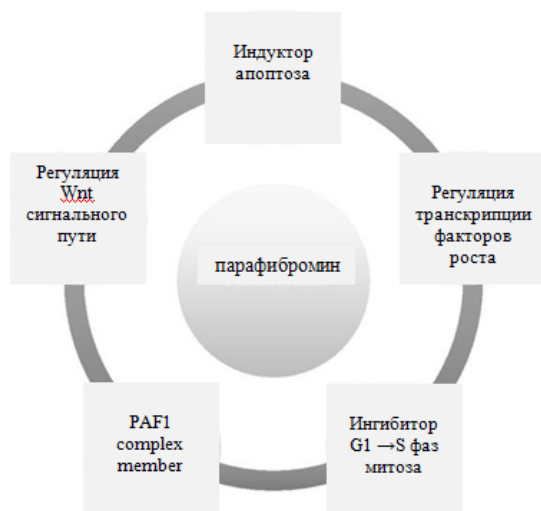 Индуктор
апоптоза
Регуляция
Wnt
сигнального
пути
Регуляция
транскрипции
факторов
роста
парафибромин
PAF1
complex
member
Ингибитор
G1 →S фаз
митоза